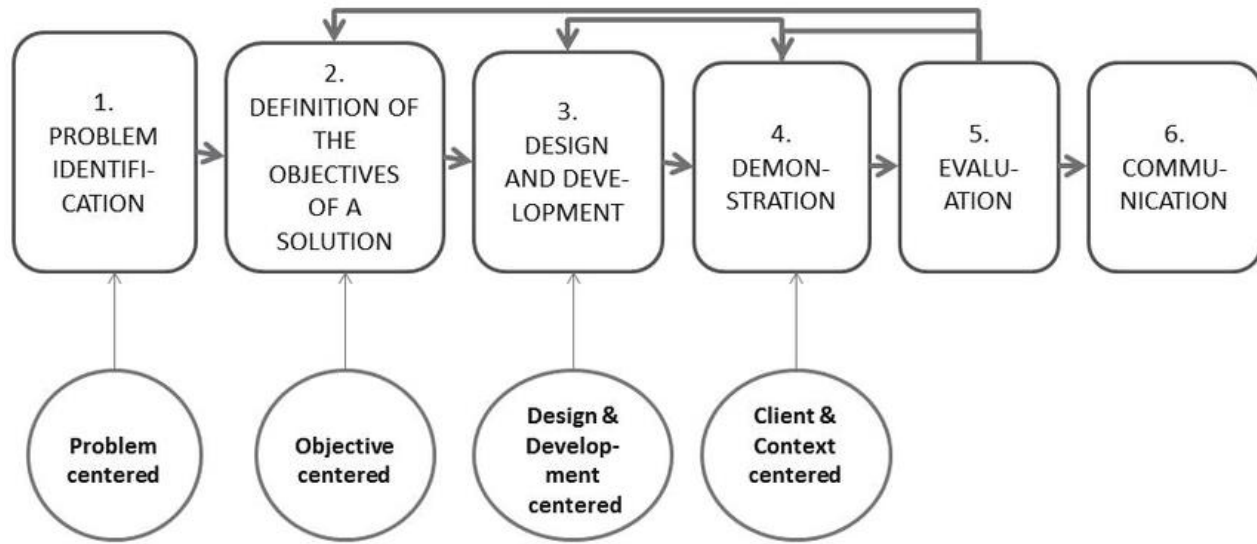 1.
PROBLEM
IDENTIFI-
CATION
2.
DEFINITION OF
THE
OBJECTIVES
OF A
SOLUTION
3.
DESIGN
AND DEVE-
LOPMENT
4.
DEMON-
STRATION
5.
EVALU-
ATION
6.
COMMU-
NICATION
Problem
centered
Objective
centered
Design &
Develop-
ment
centered
Client &
Context
centered